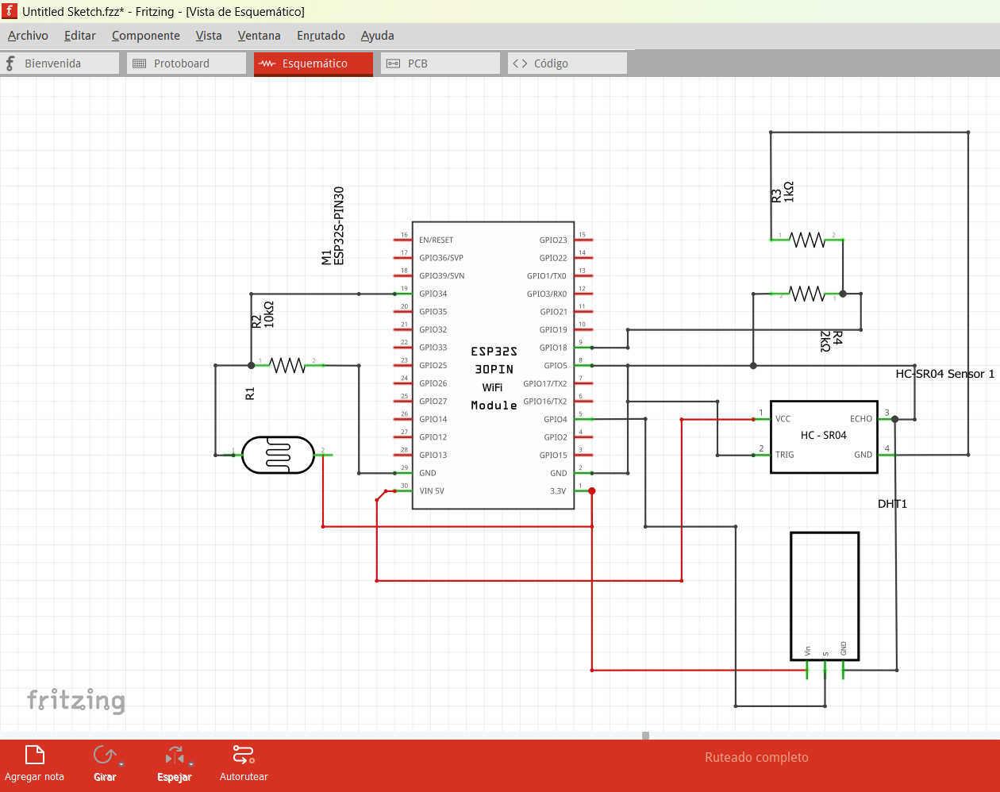 Untitled Sketch.fzz* - Fritzing - [Vista de Esquemático]
Archivo Editar Componente Vista Ventana Enrutado Ayuda
Bienvenida Protoboard Esquemático PCB Código
R3
1kΩ
M1
ESP32S-PIN30
16 EN/RESET GPIO23 15
17 GPIO36/SVP GPIO22 14
18 GPIO39/SVN GPIO1/TX0 13
19 GPIO34 GPIO3/RX0 12
20 GPIO35 GPIO21 11
21 GPIO32 GPIO19 10
22 GPIO33 GPIO18 9
23 GPIO25 GPIO5 8
24 GPIO26 GPIO17/TX2 7
25 GPIO27 GPIO16/TX2 6
26 GPIO14 GPIO4 5
27 GPIO12 GPIO2 4
28 GPIO13 GPIO15 3
29 GND GND 2
30 VIN 5V 3.3V 1
ESP32S
30PIN
WiFi
Module
1 2
2 1
R4
2kΩ
R2
10kΩ
1 2
R1
1 2
HC-SR04 Sensor 1
1 VCC ECHO 3
HC - SR04
2 TRIG GND 4
DHT1
Vin S GND
fritzing
Agregar nota Girar Espejar Autorutear
Ruteado completo